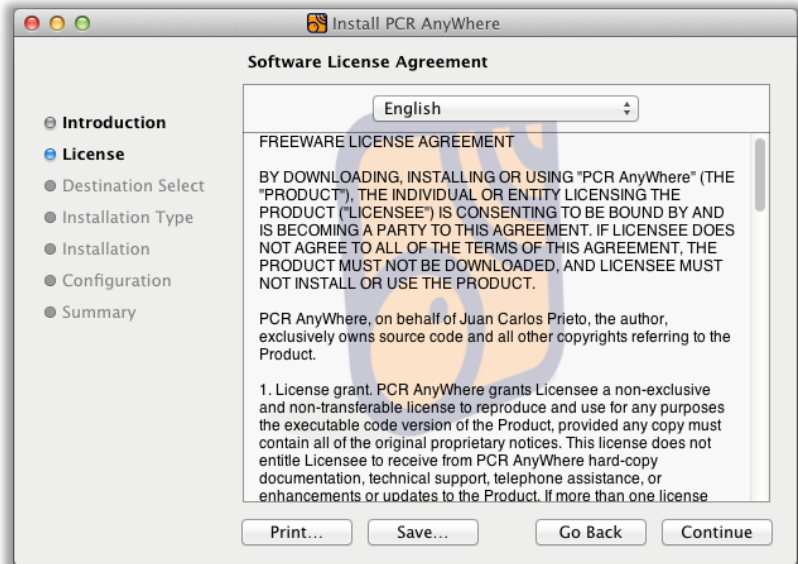 Install PCR AnyWhere
Software License Agreement
Introduction
License
Destination Select
Installation Type
Installation
Configuration
Summary
English
FREEWARE LICENSE AGREEMENT
BY DOWNLOADING, INSTALLING OR USING "PCR AnyWhere" (THE
"PRODUCT"), THE INDIVIDUAL OR ENTITY LICENSING THE
PRODUCT ("LICENSEE") IS CONSENTING TO BE BOUND BY AND
IS BECOMING A PARTY TO THIS AGREEMENT. IF LICENSEE DOES
NOT AGREE TO ALL OF THE TERMS OF THIS AGREEMENT, THE
PRODUCT MUST NOT BE DOWNLOADED, AND LICENSEE MUST
NOT INSTALL OR USE THE PRODUCT.
PCR AnyWhere, on behalf of Juan Carlos Prieto, the author,
exclusively owns source code and all other copyrights referring to the
Product.
1. License grant. PCR AnyWhere grants Licensee a non-exclusive
and non-transferable license to reproduce and use for any purposes
the executable code version of the Product, provided any copy must
contain all of the original proprietary notices. This license does not
entitle Licensee to receive from PCR AnyWhere hard-copy
documentation, technical support, telephone assistance, or
enhancements or updates to the Product. If more than one license
Print...
Save...
Go Back
Continue